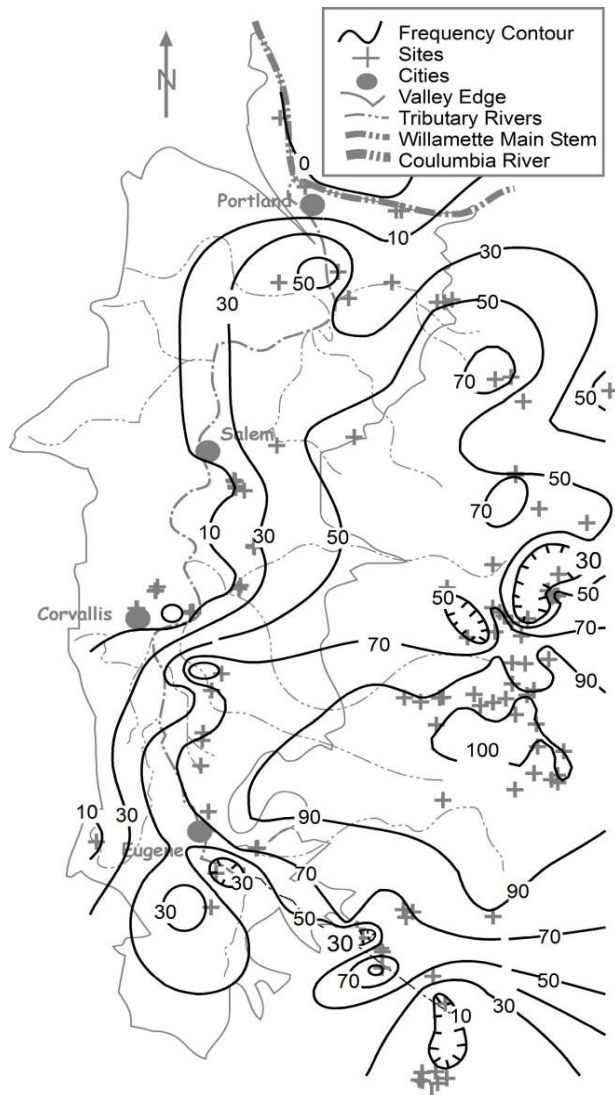 Frequency Contour
Sites
Cities
Valley Edge
Tributary Rivers
Willamette Main Stem
Coulumbia River
N
0
Portland
10
30
50
30
50
70
50
Salem
50
70
10
30
50
30
50
50
Corvallis
70
70
90
100
10
30
90
Eugene
90
30
70
30
50
30
70
70
50
30
10